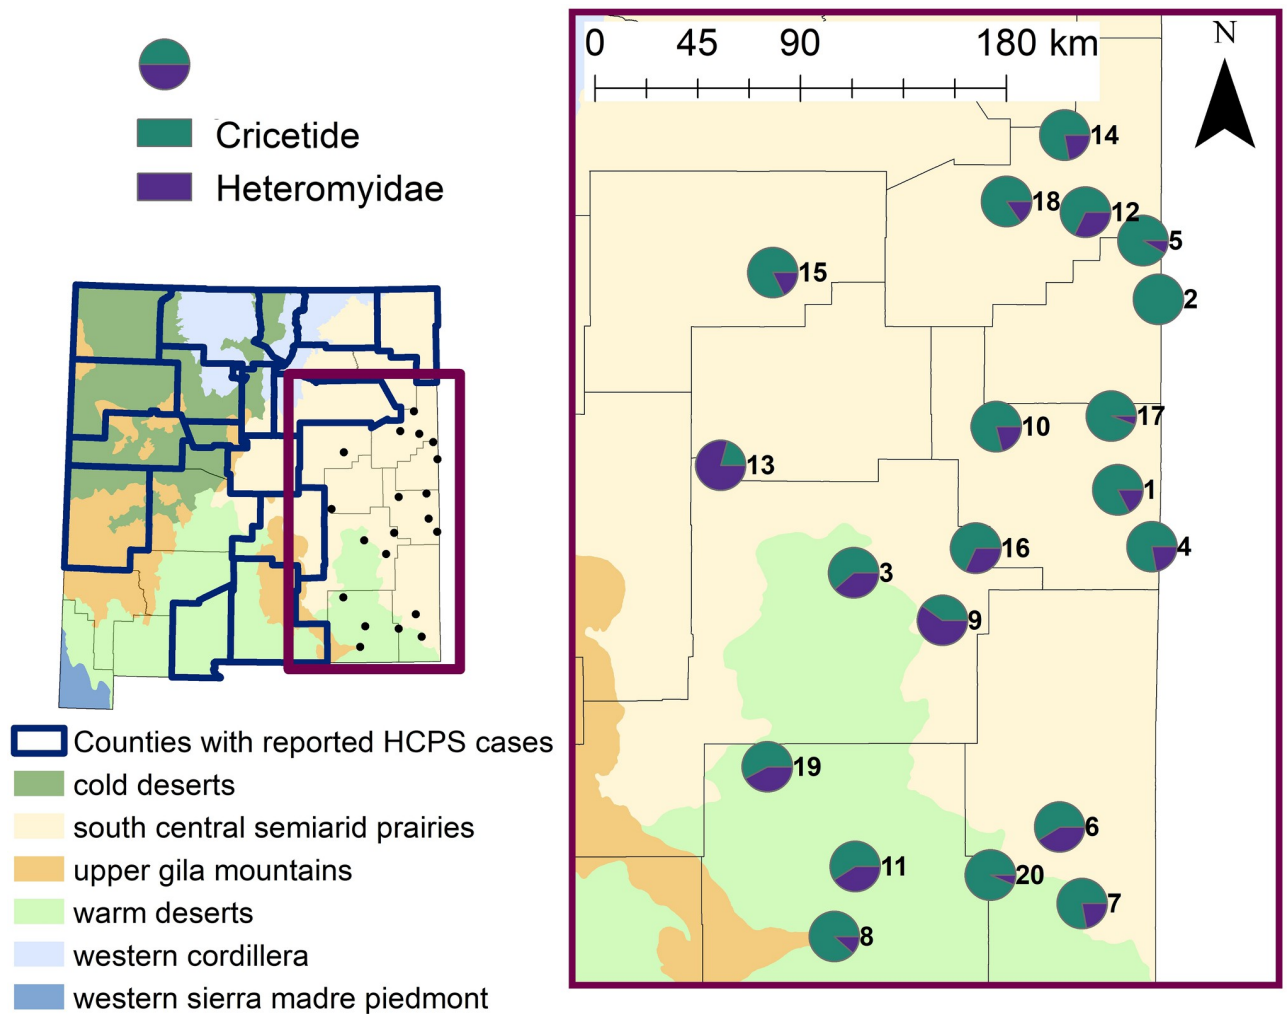 Cricetide
Heteromyidae
Counties with reported HCPS cases
cold deserts
south central semiarid prairies
upper gila mountains
warm deserts
western cordillera
western sierra madre piedmont
0 45 90 180 km
N
14
18
12
5
15
2
17
10
13
1
16
4
3
9
19
6
11
20
7
8